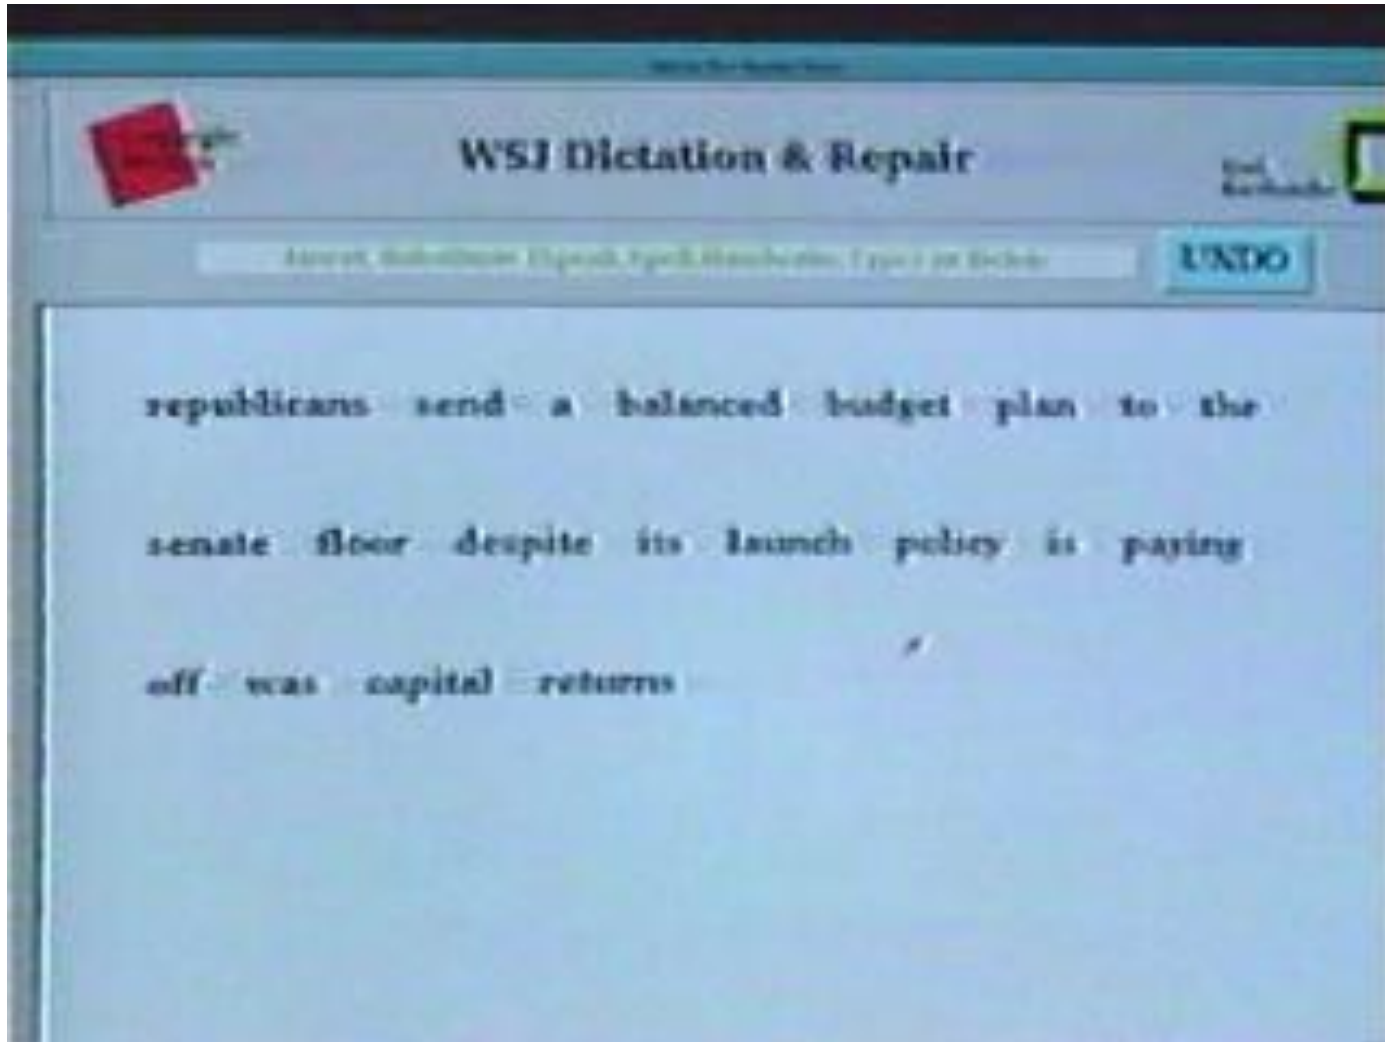 WSJ Dictation & Repair
UNDO
republicans send a balanced budget plan to the
senate floor despite its launch policy is paying
off was capital returns